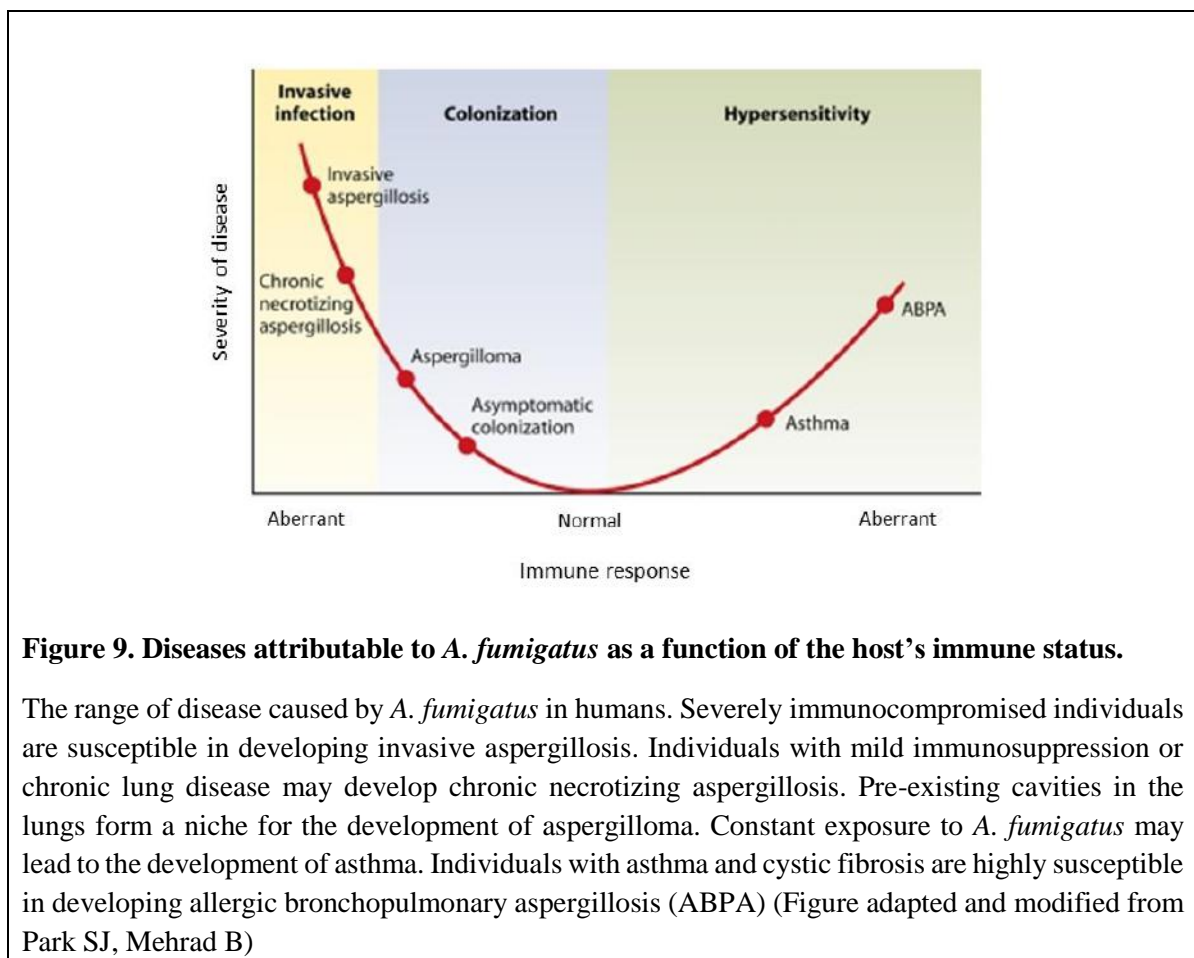 Invasive
infection
Colonization
Hypersensitivity
Invasive
aspergillosis
Chronic
necrotizing
aspergillosis
Aspergilloma
Asymptomatic
colonization
ABPA
Asthma
Severity of disease
Aberrant
Normal
Aberrant
Immune response
Figure 9. Diseases attributable to A. fumigatus as a function of the host's immune status.
The range of disease caused by A. fumigatus in humans. Severely immunocompromised individuals
are susceptible in developing invasive aspergillosis. Individuals with mild immunosuppression or
chronic lung disease may develop chronic necrotizing aspergillosis. Pre-existing cavities in the
lungs form a niche for the development of aspergilloma. Constant exposure to A. fumigatus may
lead to the development of asthma. Individuals with asthma and cystic fibrosis are highly susceptible
in developing allergic bronchopulmonary aspergillosis (ABPA) (Figure adapted and modified from
Park SJ, Mehrad B)